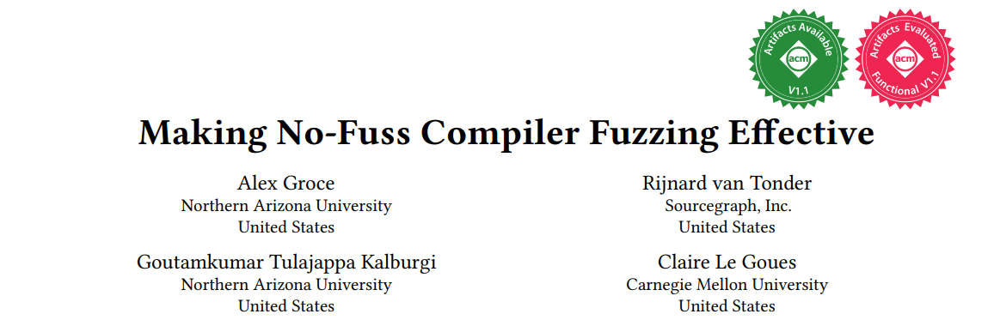 Artifacts Available
acm
V1.1
Artifacts Evaluated
acm
Functional V1.1
Making No-Fuss Compiler Fuzzing Effective
Alex Groce
Northern Arizona University
United States
Rijnard van Tonder
Sourcegraph, Inc.
United States
Goutamkumar Tulajappa Kalburgi
Northern Arizona University
United States
Claire Le Goues
Carnegie Mellon University
United States